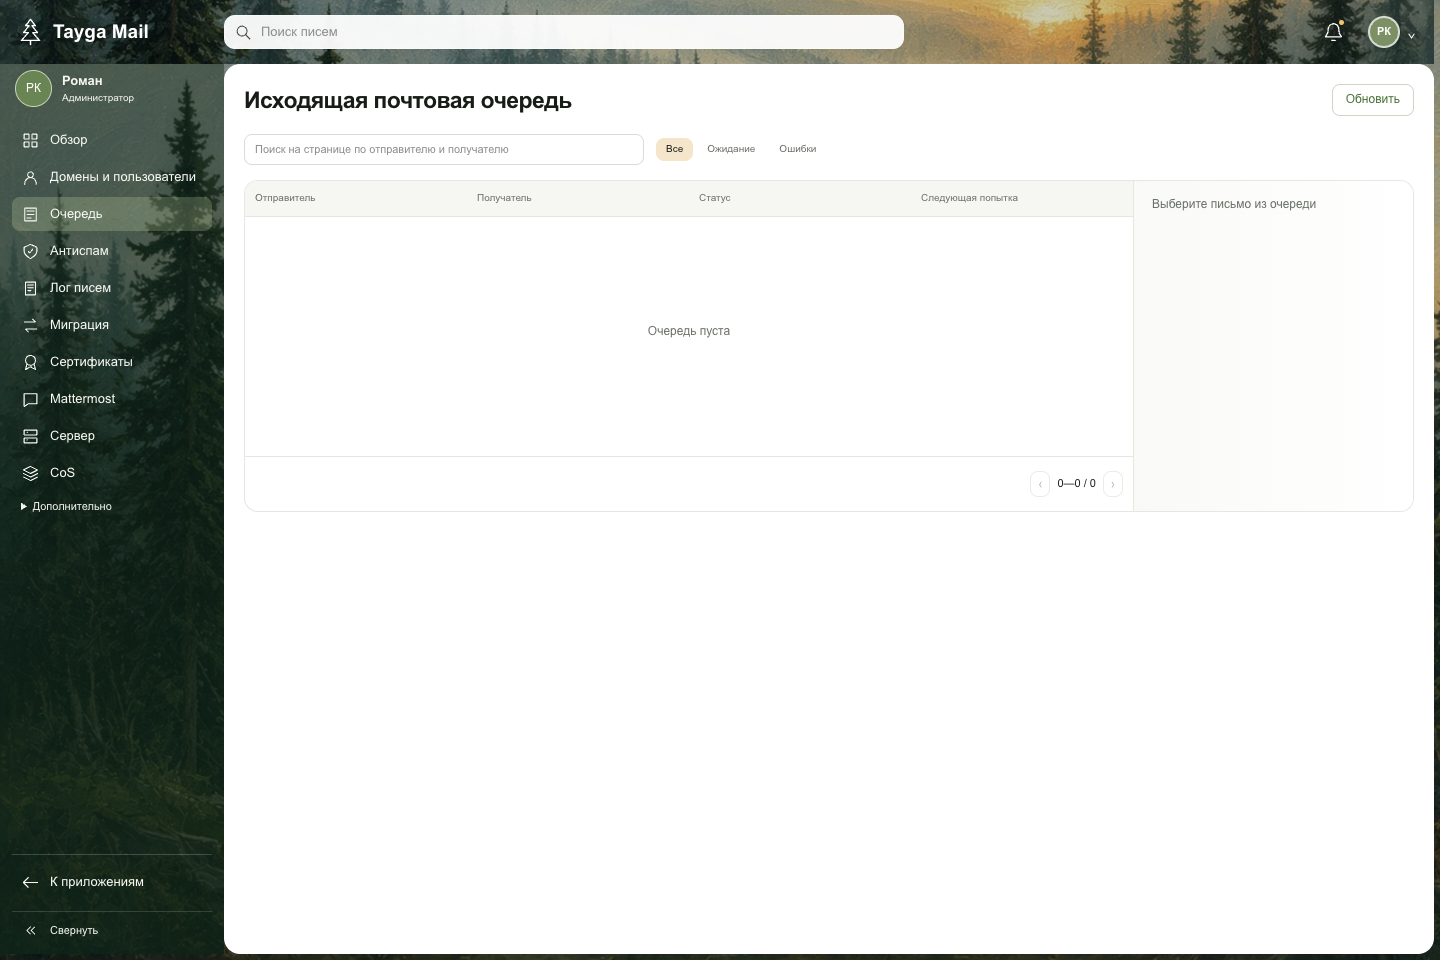 Tayga Mail
Поиск писем
РК
РК
Роман
Администратор
Обзор
Домены и пользователи
Очередь
Антиспам
Лог писем
Миграция
Сертификаты
Mattermost
Сервер
CoS
Дополнительно
К приложениям
Свернуть
Исходящая почтовая очередь
Обновить
Поиск на странице по отправителю и получателю
Все Ожидание Ошибки
Отправитель Получатель Статус Следующая попытка
Очередь пуста
‹ 0—0 / 0 ›
Выберите письмо из очереди